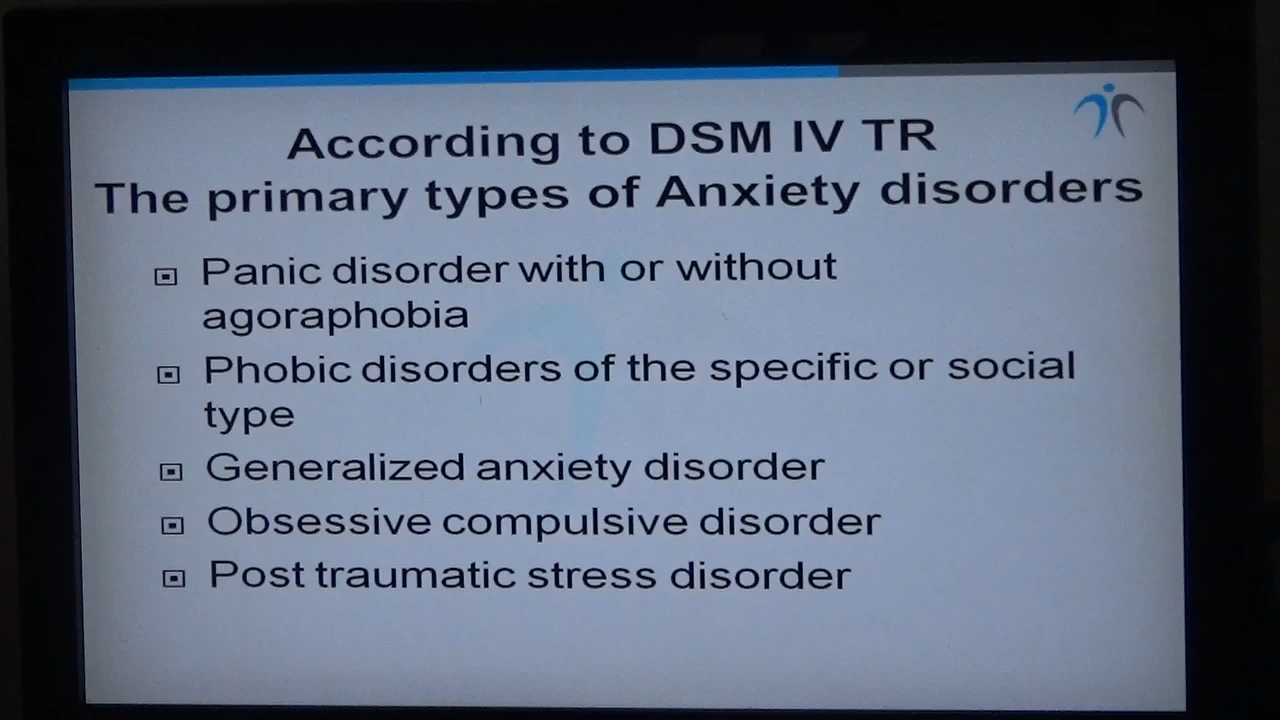 According to DSM IV TR
The primary types of Anxiety disorders
Panic disorder with or without
agoraphobia
Phobic disorders of the specific or social
type
Generalized anxiety disorder
Obsessive compulsive disorder
Post traumatic stress disorder